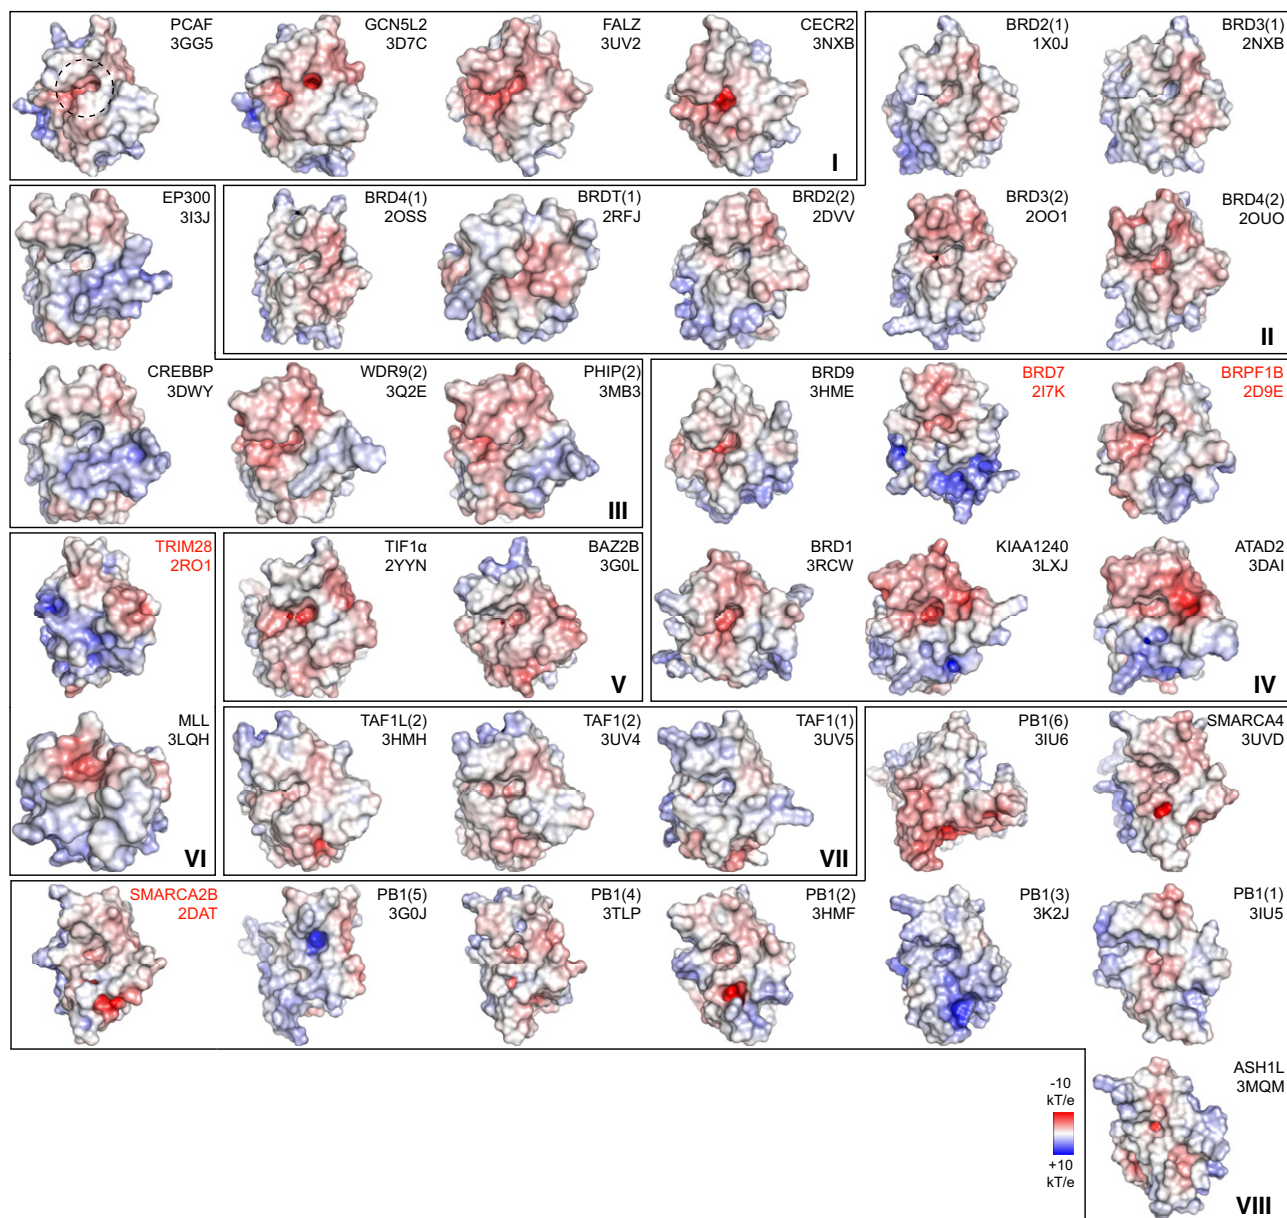 PCAF
3GG5
GCN5L2
3D7C
FALZ
3UV2
CECR2
3NXB
I
BRD2(1)
1X0J
BRD3(1)
2NXB
EP300
3I3J
BRD4(1)
2OSS
BRDT(1)
2RFJ
BRD2(2)
2DVV
BRD3(2)
2OO1
BRD4(2)
2OUO
II
CREBBP
3DWY
WDR9(2)
3Q2E
PHIP(2)
3MB3
III
BRD9
3HME
BRD7
2I7K
BRPF1B
2D9E
TRIM28
2RO1
TIF1α
2YYN
BAZ2B
3G0L
V
BRD1
3RCW
KIAA1240
3LXJ
ATAD2
3DAI
IV
MLL
3LQH
VI
TAF1L(2)
3HMH
TAF1(2)
3UV4
TAF1(1)
3UV5
VII
PB1(6)
3IU6
SMARCA4
3UVD
SMARCA2B
2DAT
PB1(5)
3G0J
PB1(4)
3TLP
PB1(2)
3HMF
PB1(3)
3K2J
PB1(1)
3IU5
-10
kT/e
+10
kT/e
ASH1L
3MQM
VIII